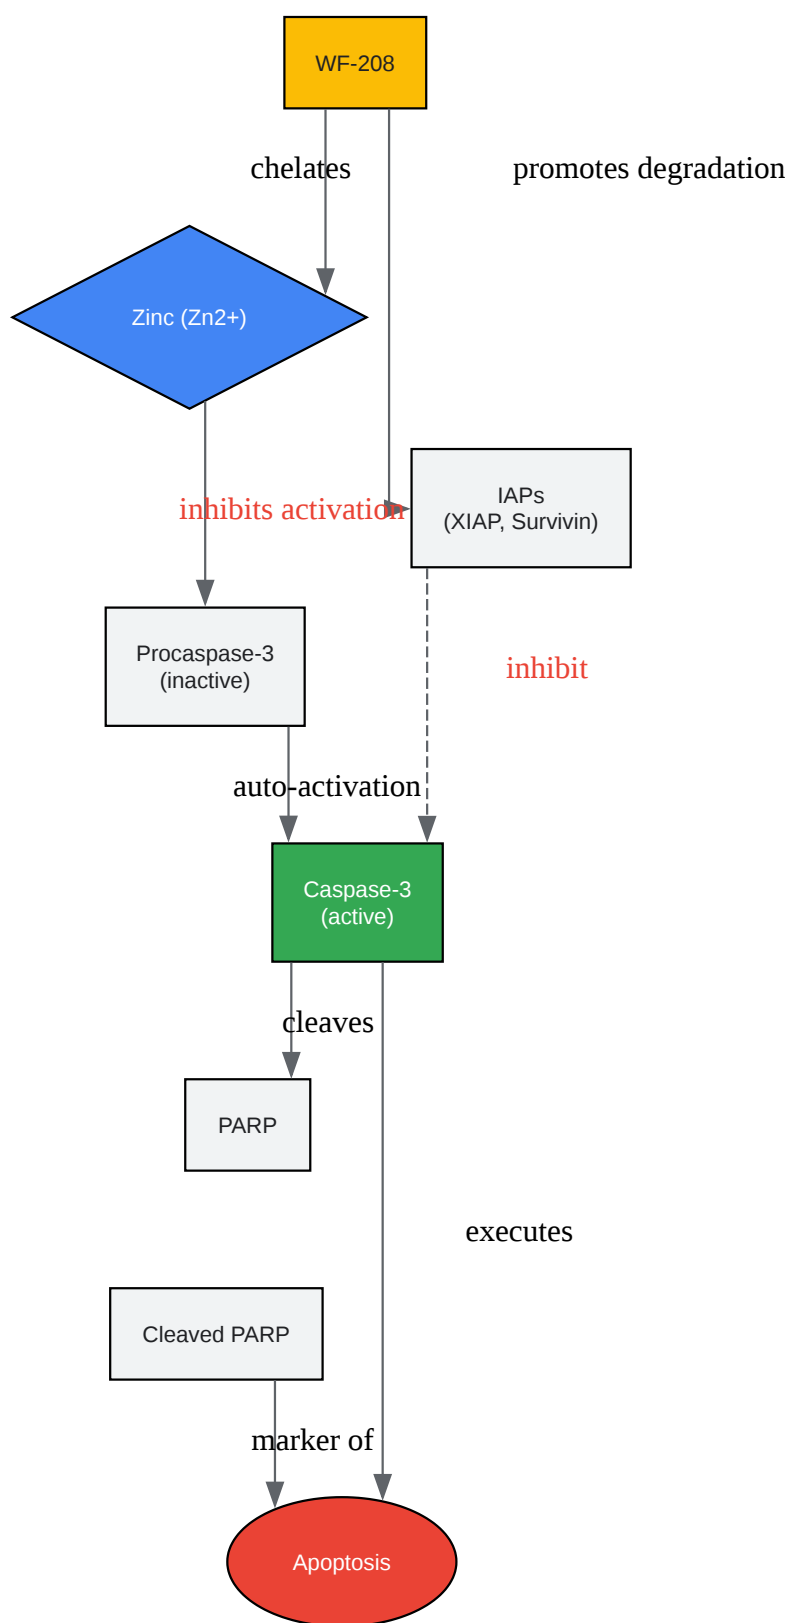 WF-208
chelates
promotes degradation
Zinc (Zn2+)
IAPs
(XIAP, Survivin)
inhibits activation
Procaspase-3
(inactive)
inhibit
auto-activation
Caspase-3
(active)
cleaves
PARP
executes
Cleaved PARP
marker of
Apoptosis